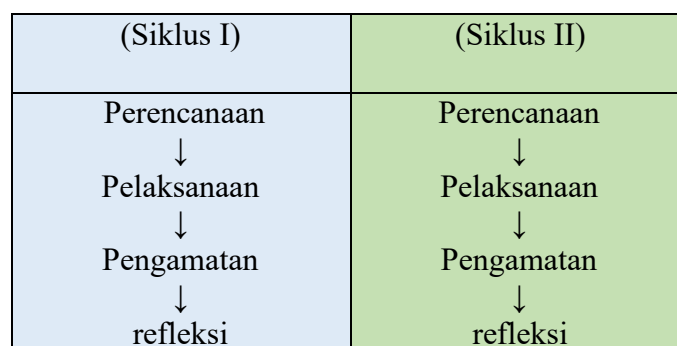 (Siklus I)
Perencanaan
↓
Pelaksanaan
↓
Pengamatan
↓
refleksi
(Siklus II)
Perencanaan
↓
Pelaksanaan
↓
Pengamatan
↓
refleksi